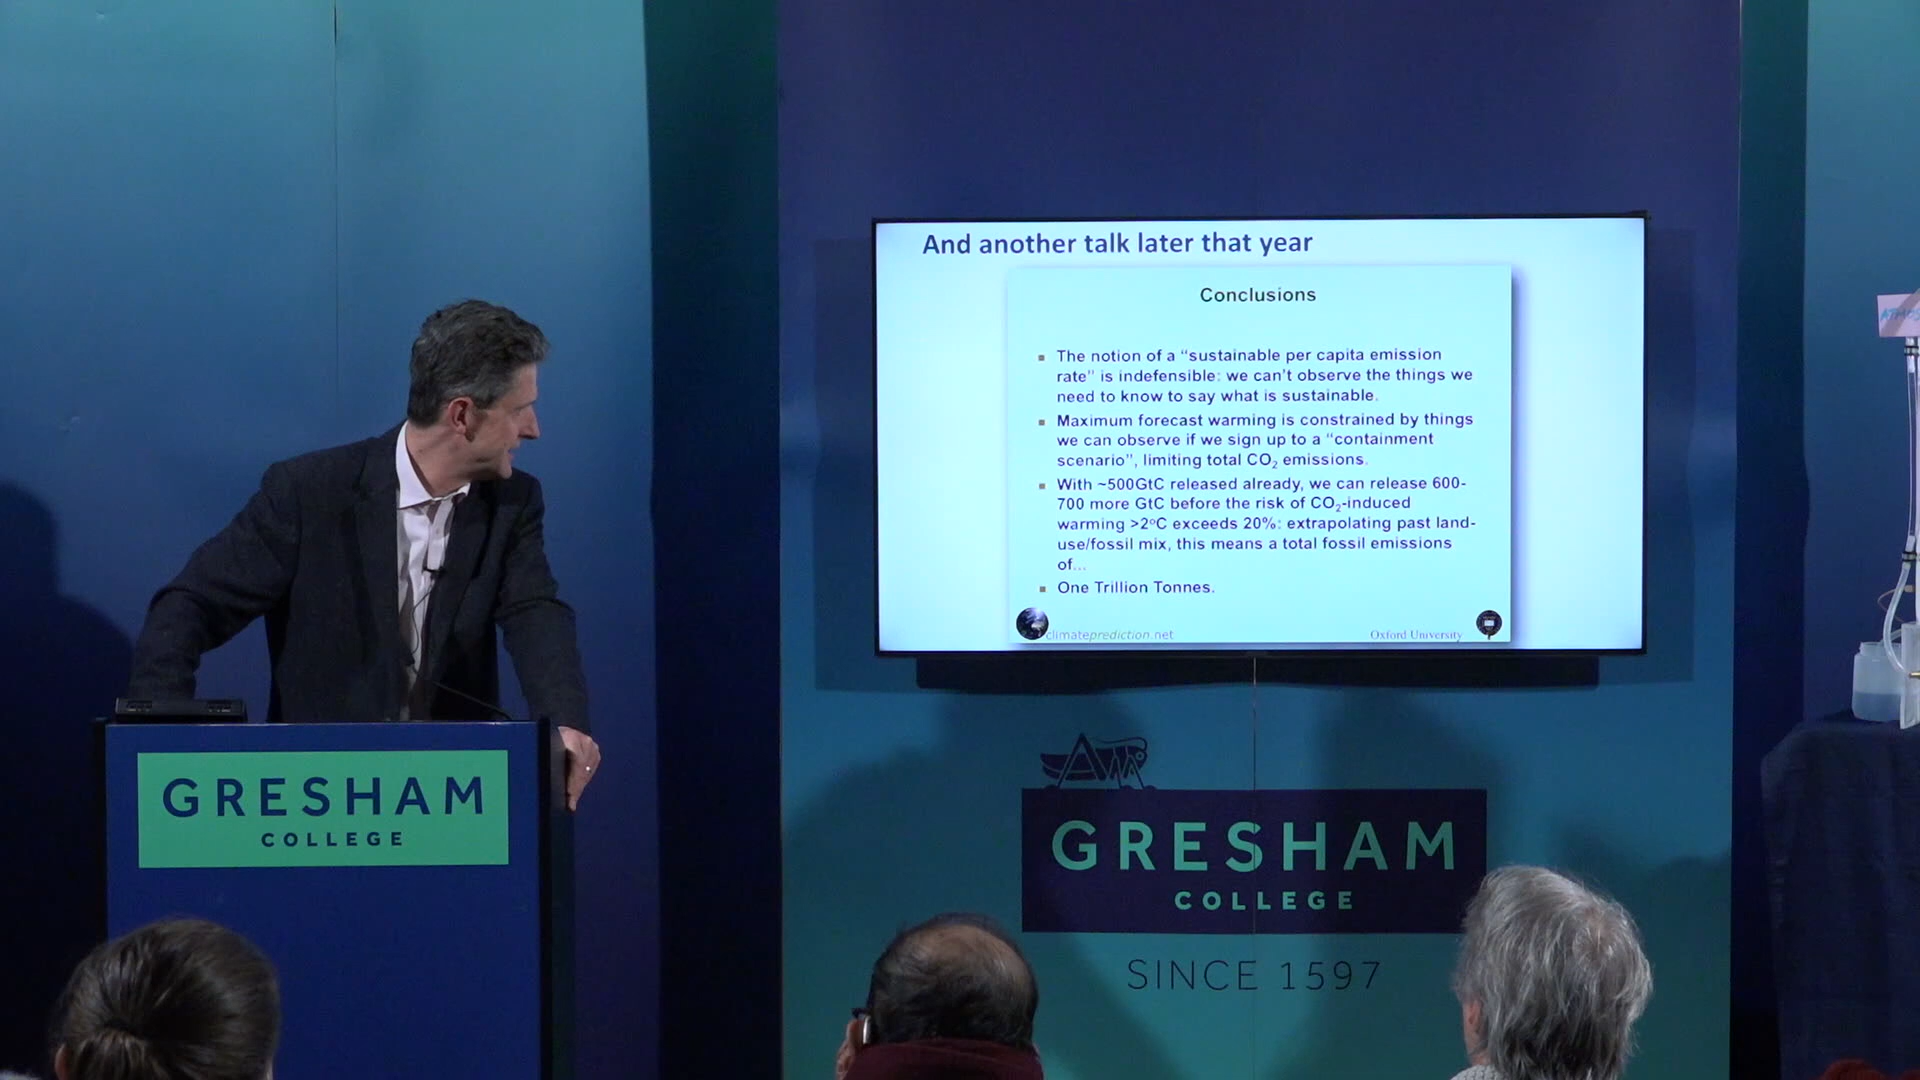 And another talk later that year
Conclusions
The notion of a “sustainable per capita emission
rate” is indefensible: we can’t observe the things we
need to know to say what is sustainable.
Maximum forecast warming is constrained by things
we can observe if we sign up to a “containment
scenario”, limiting total CO₂ emissions.
With ~500GtC released already, we can release 600-
700 more GtC before the risk of CO₂-induced
warming >2ºC exceeds 20%: extrapolating past land-
use/fossil mix, this means a total fossil emissions
of...
One Trillion Tonnes.
climateprediction.net
Oxford University
GRESHAM
COLLEGE
GRESHAM
COLLEGE
SINCE 1597